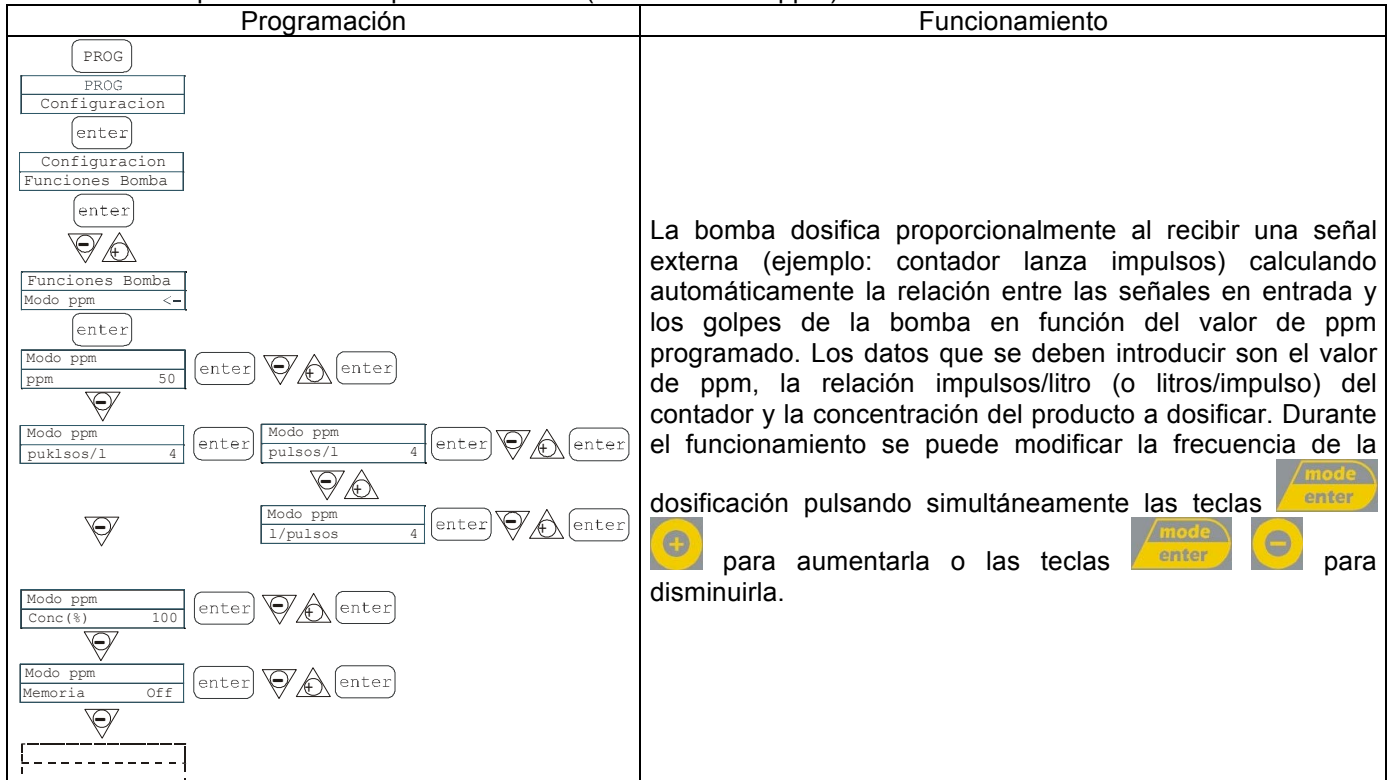 Programación
Funcionamiento
PROG
PROG
Configuracion
enter
Configuracion
Funciones Bomba
enter
- +
Funciones Bomba
Modo ppm <-
enter
Modo ppm
ppm 50
enter - + enter
-
Modo ppm
puklsos/l 4
enter
Modo ppm
pulsos/l 4
enter - + enter
- +
-
Modo ppm
l/pulsos 4
enter - + enter
Modo ppm
Conc(%) 100
enter - + enter
-
Modo ppm
Memoria Off
enter - + enter
-
La bomba dosifica proporcionalmente al recibir una señal
externa (ejemplo: contador lanza impulsos) calculando
automáticamente la relación entre las señales en entrada y
los golpes de la bomba en función del valor de ppm
programado. Los datos que se deben introducir son el valor
de ppm, la relación impulsos/litro (o litros/impulso) del
contador y la concentración del producto a dosificar. Durante
el funcionamiento se puede modificar la frecuencia de la
dosificación pulsando simultáneamente las teclas mode enter
+ para aumentarla o las teclas mode enter - para
disminuirla.